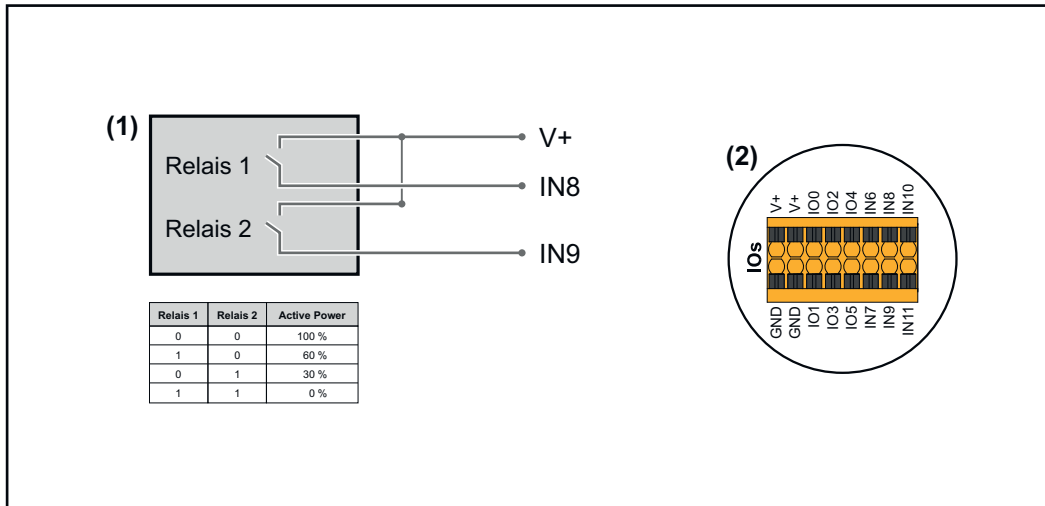 (1)
Relais 1
Relais 2
V+
IN8
IN9
Relais 1 Relais 2 Active Power
0 0 100 %
1 0 60 %
0 1 30 %
1 1 0 %
(2)
V+ V+ IO0 IO2 IO4 IN6 IN8 IN10
IOs
GND GND IO1 IO3 IO5 IN7 IN9 IN11